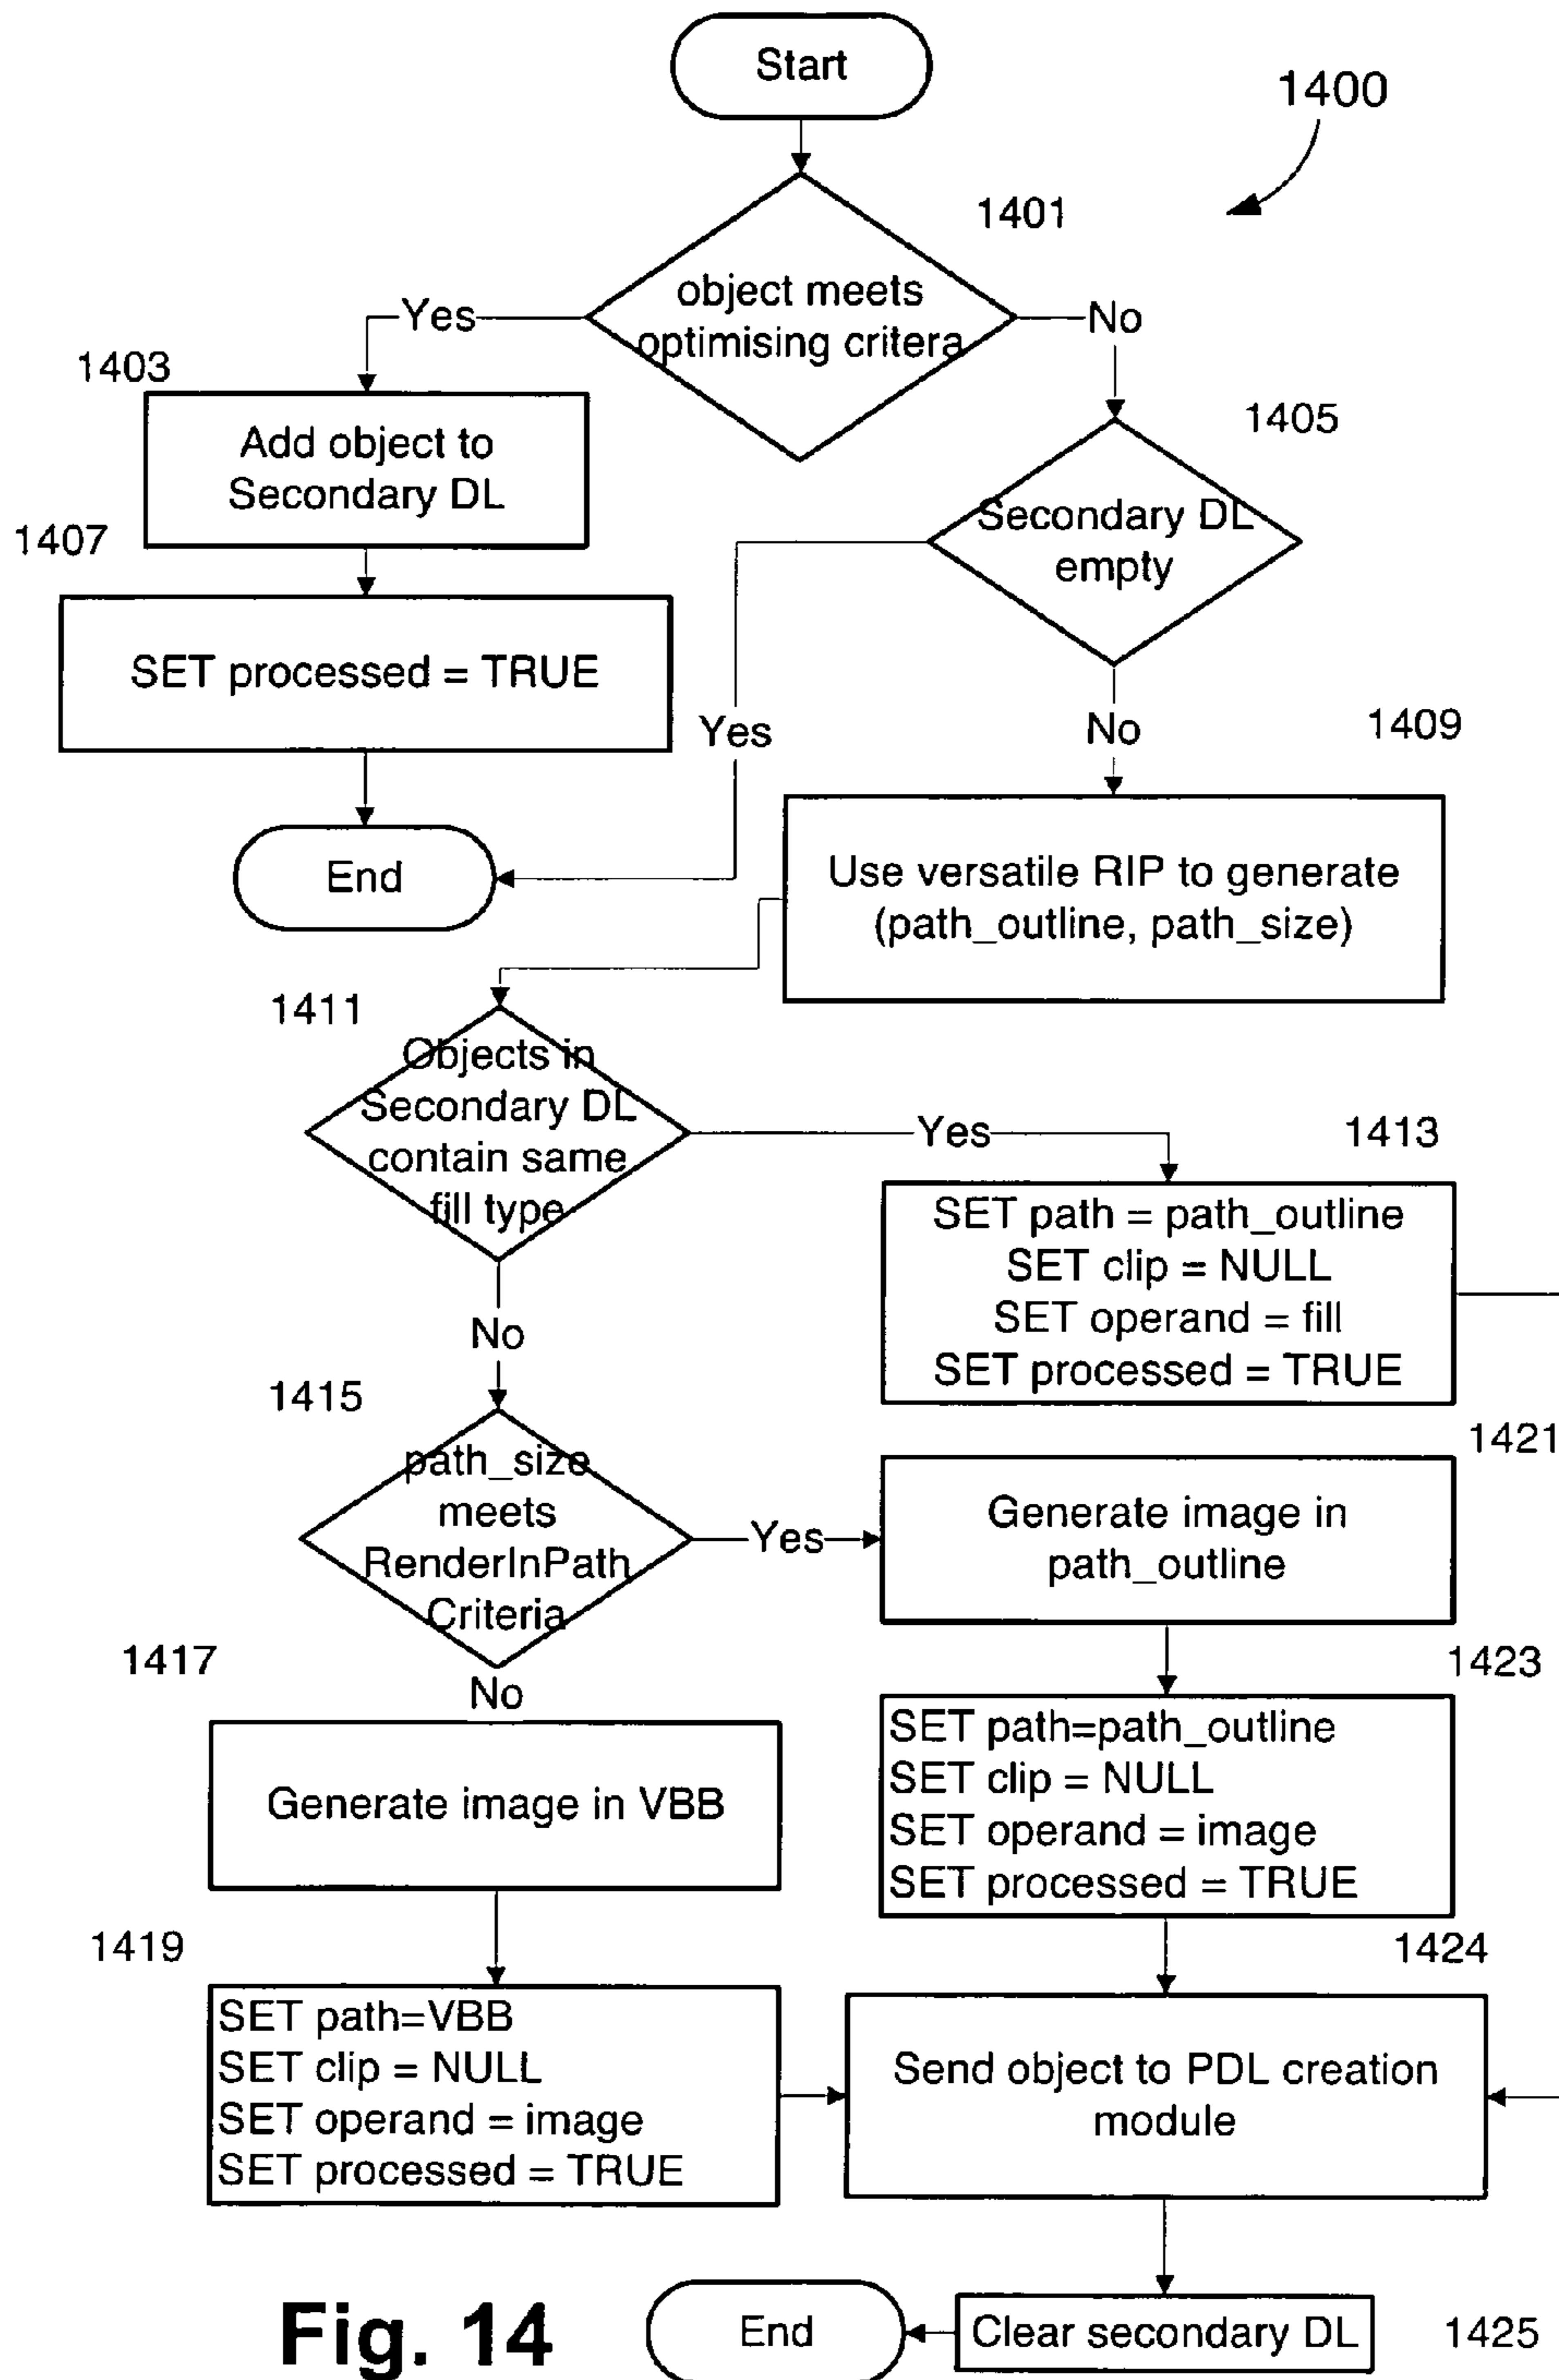 Start
1400
1401
object meets
optimising critera
Yes
No
1403
Add object to
Secondary DL
1405
Secondary DL
empty
1407
SET processed = TRUE
Yes
No
1409
End
Use versatile RIP to generate
(path_outline, path_size)
1411
Objects in
Secondary DL
contain same
fill type
Yes
1413
SET path = path_outline
SET clip = NULL
SET operand = fill
SET processed = TRUE
No
1415
path_size
meets
RenderInPath
Criteria
Yes
1421
Generate image in
path_outline
1417
No
Generate image in VBB
1423
SET path=path_outline
SET clip = NULL
SET operand = image
SET processed = TRUE
1419
SET path=VBB
SET clip = NULL
SET operand = image
SET processed = TRUE
1424
Send object to PDL creation
module
Fig. 14
End
Clear secondary DL
1425